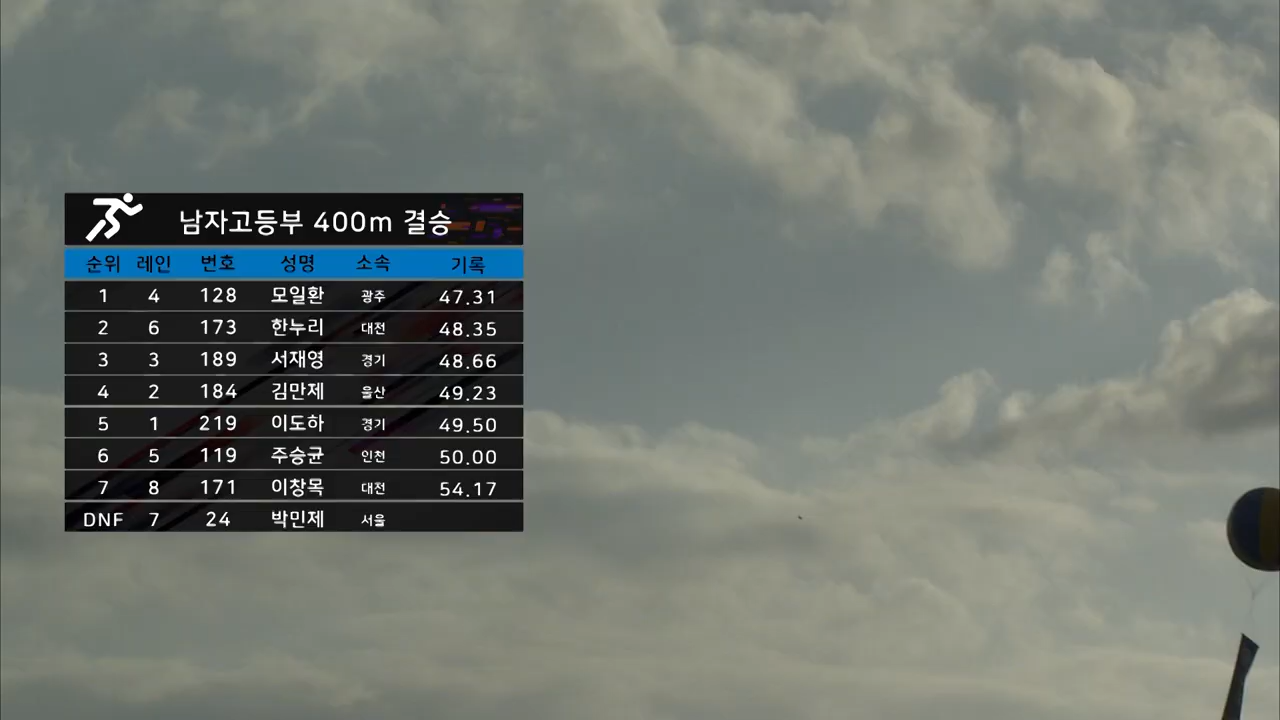 남자고등부 400m 결승
순위 레인 번호 성명 소속 기록
1 4 128 모일환 광주 47.31
2 6 173 한누리 대전 48.35
3 3 189 서재영 경기 48.66
4 2 184 김만제 울산 49.23
5 1 219 이도하 경기 49.50
6 5 119 주승균 인천 50.00
7 8 171 이창목 대전 54.17
DNF 7 24 박민제 서울